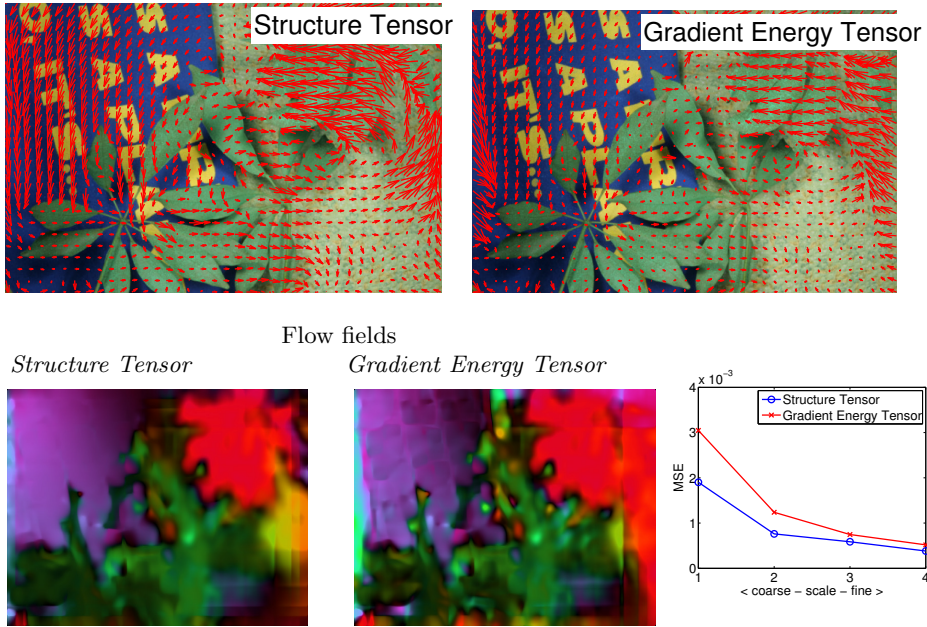 Structure Tensor
Gradient Energy Tensor
Flow fields
Structure Tensor
Gradient Energy Tensor
x 10⁻³
4
3
2
1
0
MSE
Structure Tensor
Gradient Energy Tensor
1 2 3 4
< coarse − scale − fine >
IT'S...